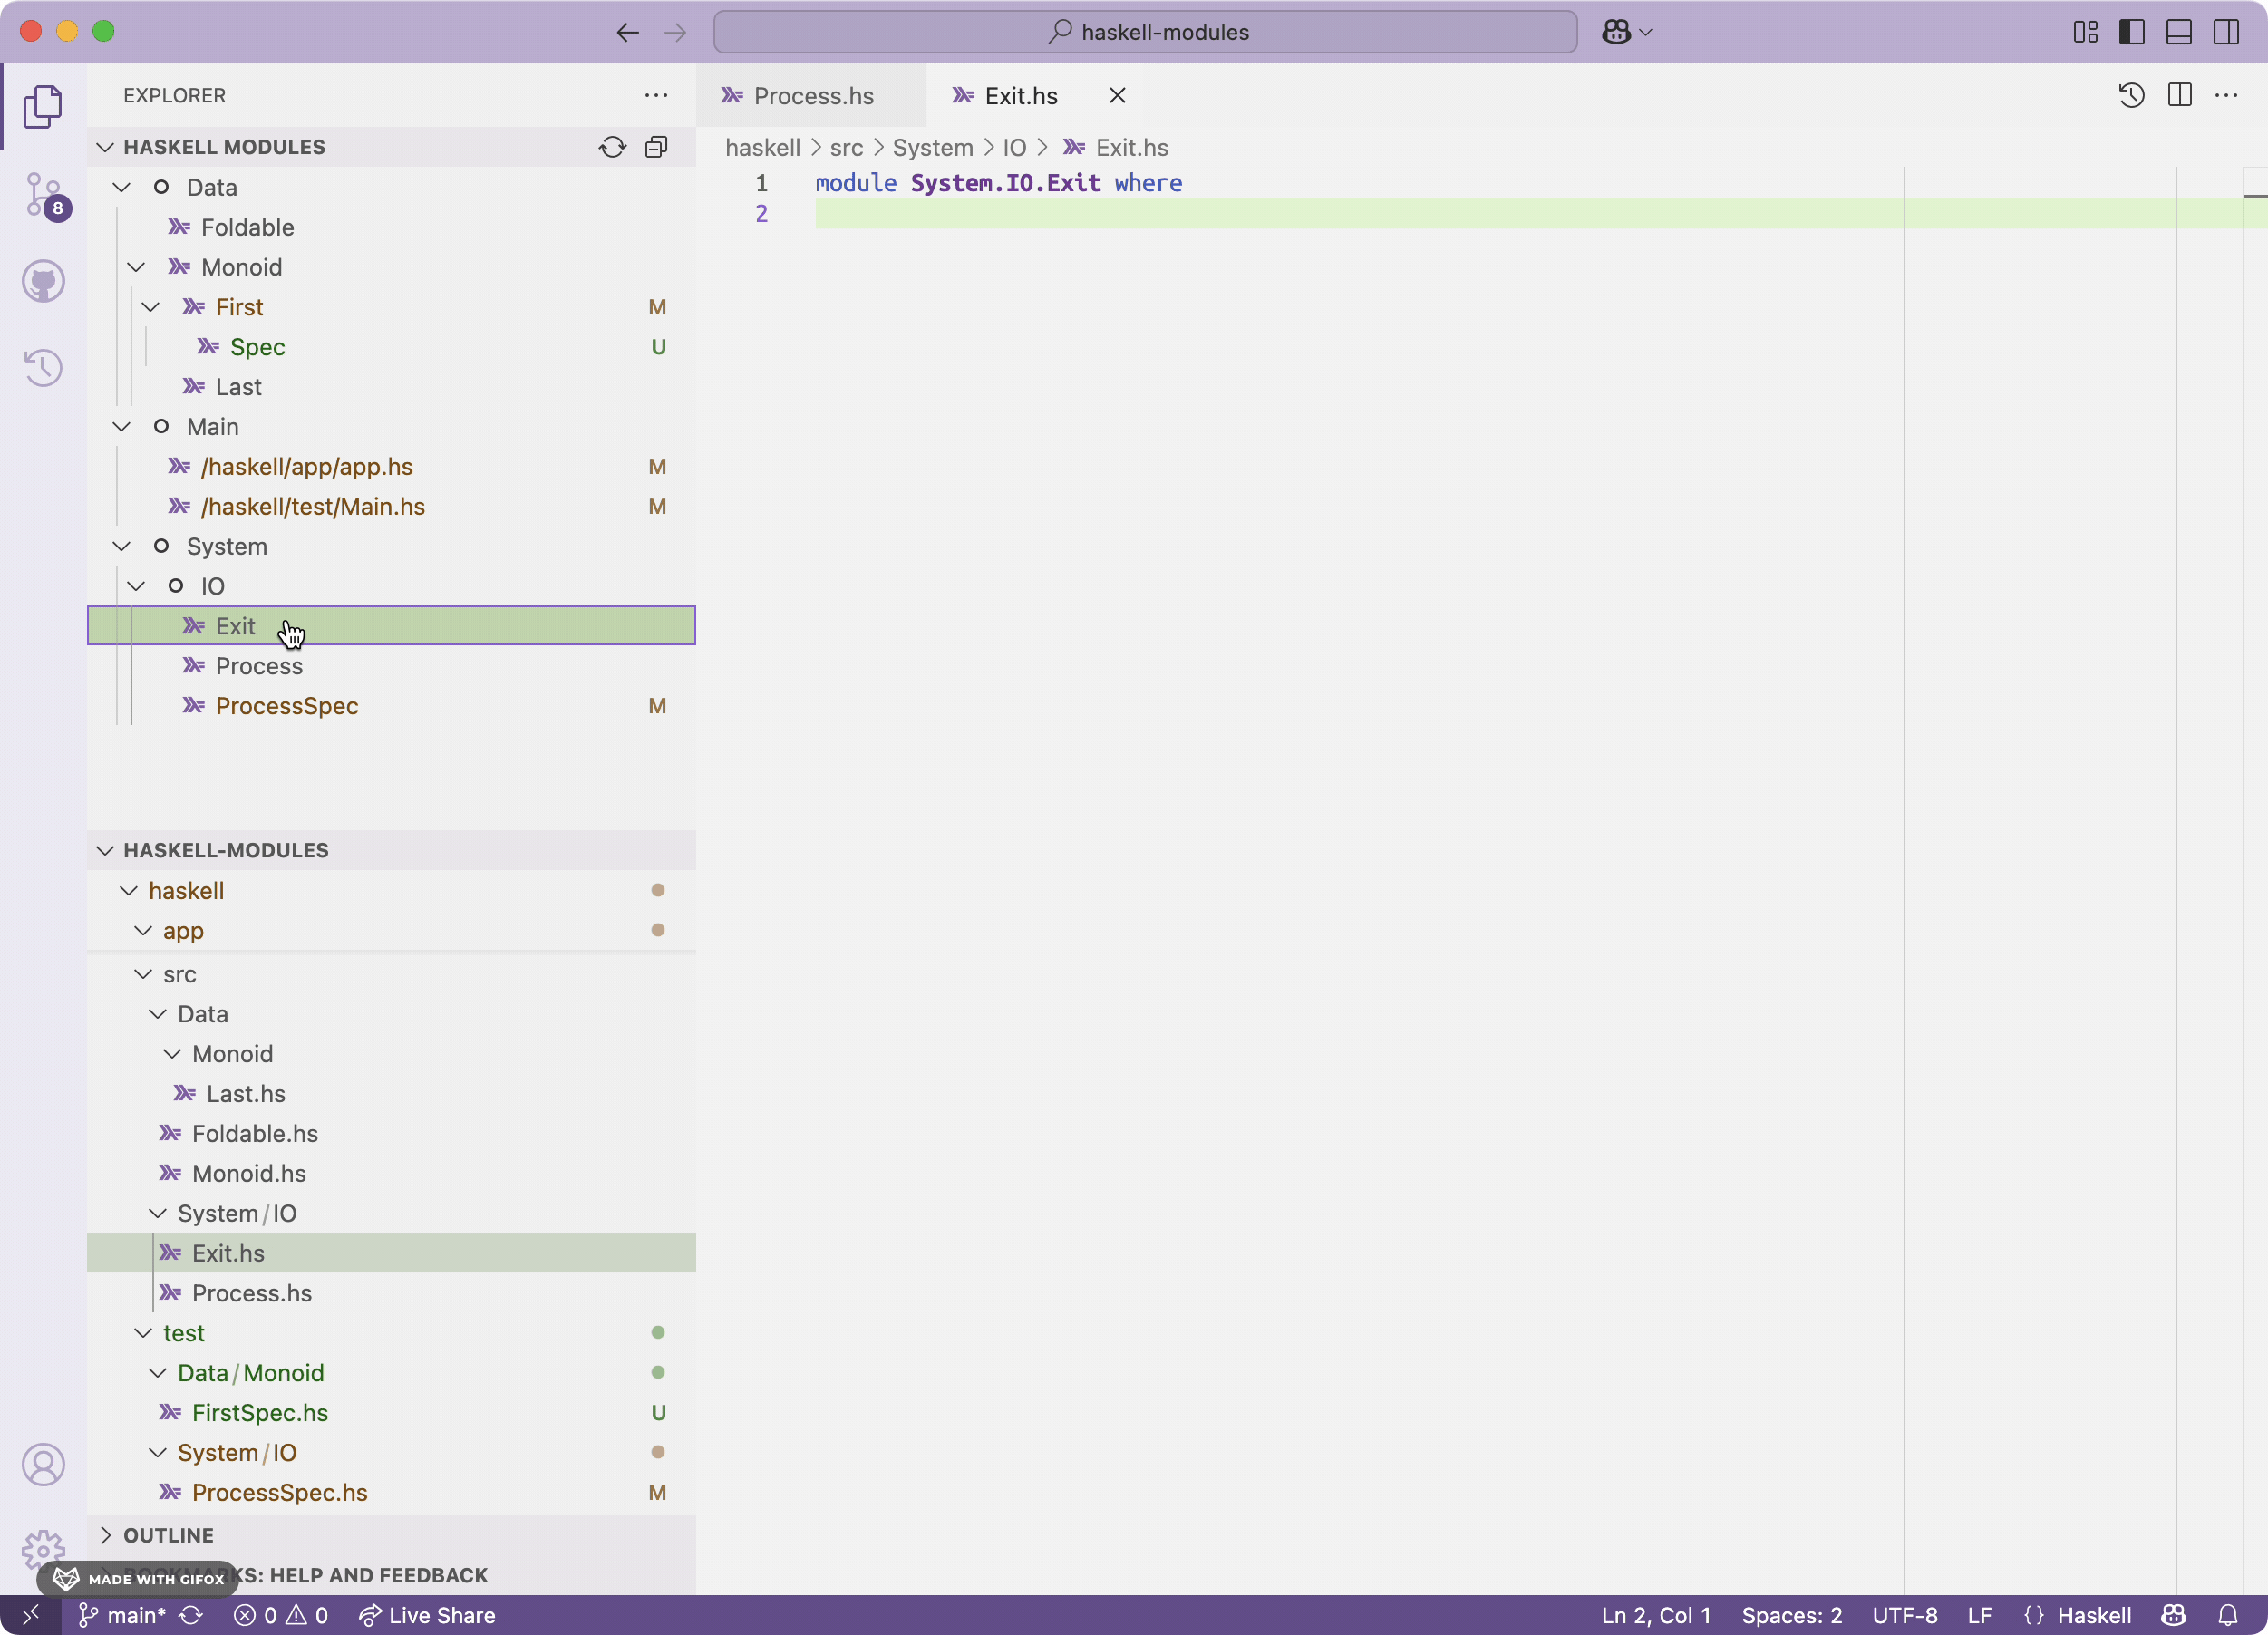 haskell-modules
EXPLORER
HASKELL MODULES
Data
Foldable
Monoid
First M
Spec U
Last
Main
/haskell/app/app.hs M
/haskell/test/Main.hs M
System
IO
Exit
Process
ProcessSpec M
HASKELL-MODULES
haskell
app
src
Data
Monoid
Last.hs
Foldable.hs
Monoid.hs
System/IO
Exit.hs
Process.hs
test
Data/Monoid
FirstSpec.hs U
System/IO
ProcessSpec.hs M
OUTLINE
BOOKMARKS: HELP AND FEEDBACK
MADE WITH GIFOX
8
Process.hs Exit.hs
haskell > src > System > IO > Exit.hs
1 module System.IO.Exit where
2
main* 0 0 Live Share Ln 2, Col 1 Spaces: 2 UTF-8 LF {} Haskell